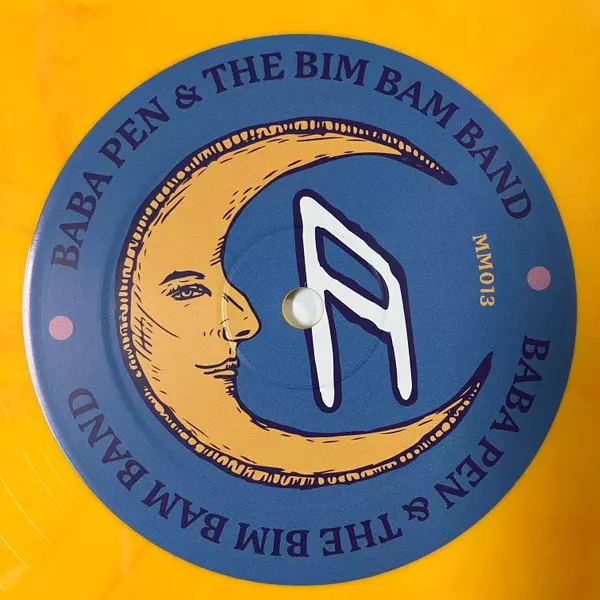 BABA PEN & THE BIM BAM BAND
A
MM013
BABA PEN & THE BIM BAM BAND